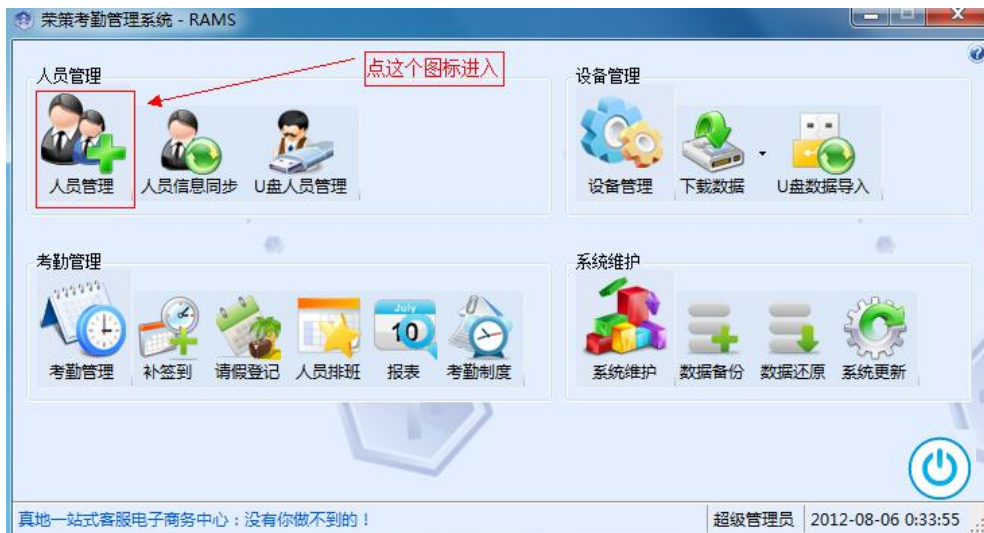 荣策考勤管理系统 - RAMS
点这个图标进入
人员管理
设备管理
人员管理
人员信息同步
U盘人员管理
设备管理
下载数据
U盘数据导入
考勤管理
系统维护
July
10
考勤管理
补签到
请假登记
人员排班
报表
考勤制度
系统维护
数据备份
数据还原
系统更新
真地一站式客服电子商务中心：没有你做不到的！
超级管理员
2012-08-06 0:33:55